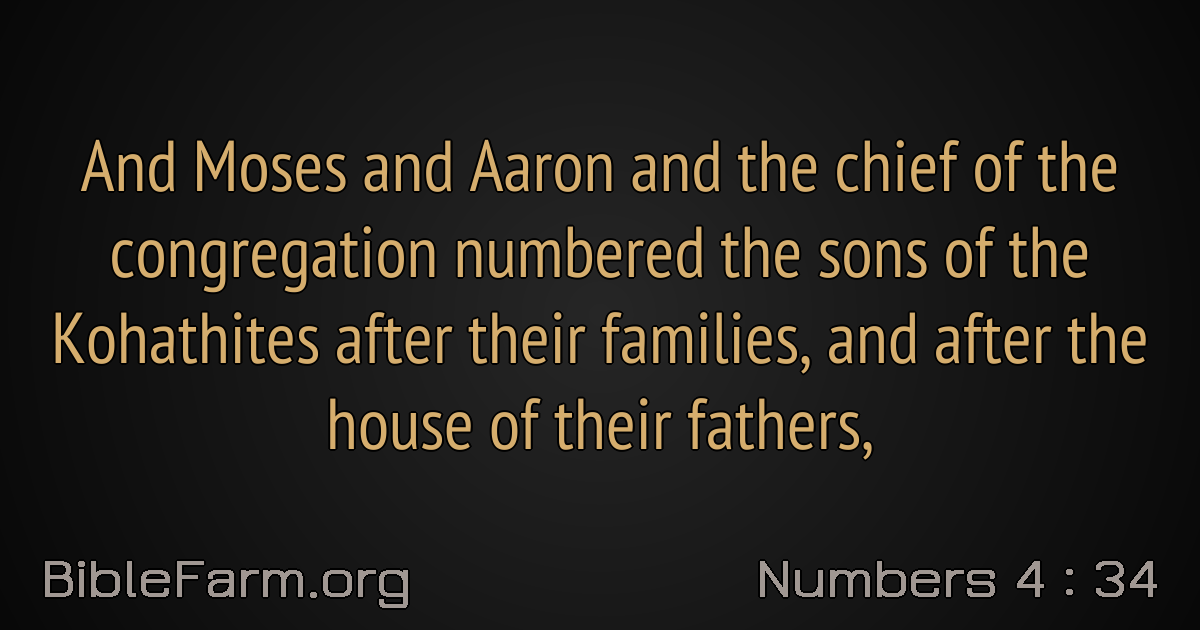 And Moses and Aaron and the chief of the
congregation numbered the sons of the
Kohathites after their families, and after the
house of their fathers,
BibleFarm.org
Numbers 4 : 34